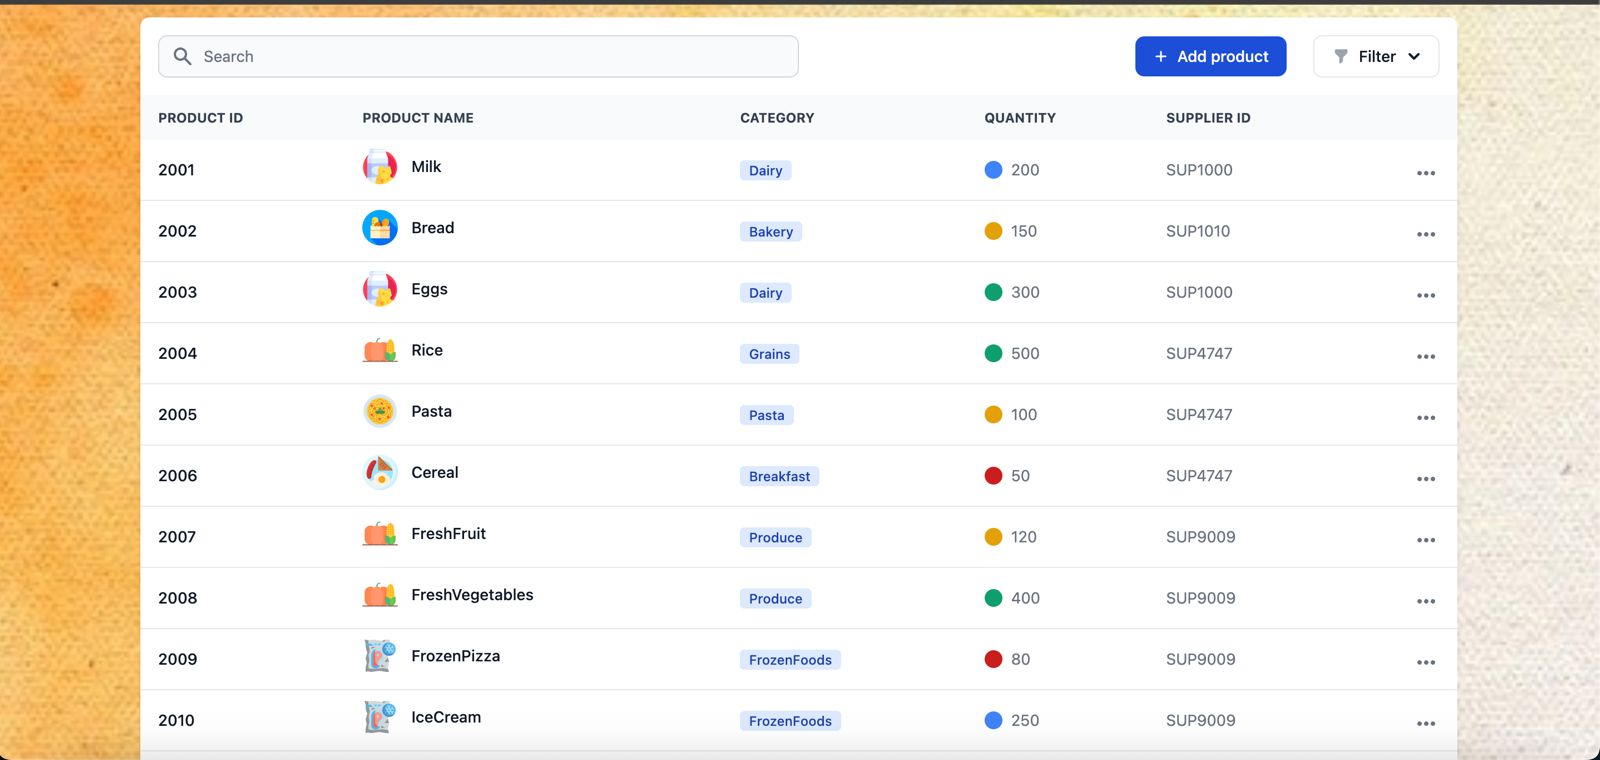 Search
+ Add product
Filter
PRODUCT ID PRODUCT NAME CATEGORY QUANTITY SUPPLIER ID
2001 Milk Dairy 200 SUP1000 ...
2002 Bread Bakery 150 SUP1010 ...
2003 Eggs Dairy 300 SUP1000 ...
2004 Rice Grains 500 SUP4747 ...
2005 Pasta Pasta 100 SUP4747 ...
2006 Cereal Breakfast 50 SUP4747 ...
2007 FreshFruit Produce 120 SUP9009 ...
2008 FreshVegetables Produce 400 SUP9009 ...
2009 FrozenPizza FrozenFoods 80 SUP9009 ...
2010 IceCream FrozenFoods 250 SUP9009 ...